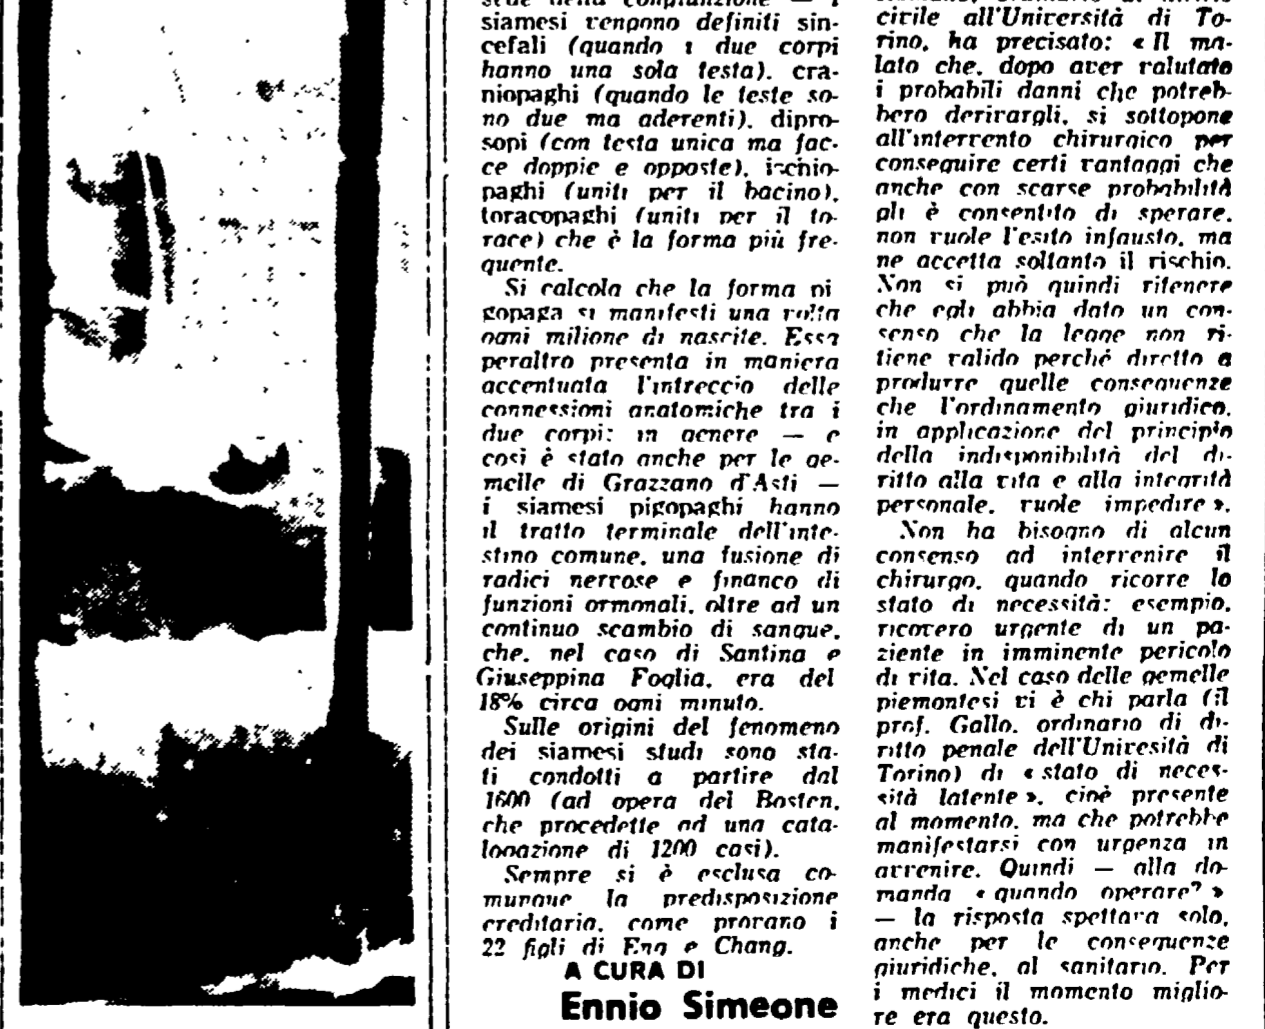 siamesi vengono definiti sin-
cefali (quando i due corpi
hanno una sola testa), cra-
niopaghi (quando le teste so-
no due ma aderenti), dipro-
sopi (con testa unica ma fac-
ce doppie e opposte), ischio-
paghi (uniti per il bacino),
toracopaghi (uniti per il to-
race) che è la forma più fre-
quente.
Si calcola che la forma pi
gopaga si manifesti una volta
ogni milione di nascite. Essa
peraltro presenta in maniera
accentuata l'intreccio delle
connessioni anatomiche tra i
due corpi: in genere — e
così è stato anche per le ge-
melle di Grazzano d'Asti —
i siamesi pigopaghi hanno
il tratto terminale dell'inte-
stino comune, una fusione di
radici nervose e financo di
funzioni ormonali, oltre ad un
continuo scambio di sangue,
che, nel caso di Santina e
Giuseppina Foglia, era del
18% circa ogni minuto.
Sulle origini del fenomeno
dei siamesi studi sono sta-
ti condotti a partire dal
1600 (ad opera del Bosten,
che procedette ad una cata-
logazione di 1200 casi).
Sempre si è esclusa co-
munque la predisposizione
ereditaria, come provano i
22 figli di Eng e Chang.
A CURA DI
Ennio Simeone
civile all'Università di To-
rino, ha precisato: « Il ma-
lato che, dopo aver valutato
i probabili danni che potreb-
bero derivargli, si sottopone
all'intervento chirurgico per
conseguire certi vantaggi che
anche con scarse probabilità
gli è consentito di sperare,
non vuole l'esito infausto, ma
ne accetta soltanto il rischio.
Non si può quindi ritenere
che egli abbia dato un con-
senso che la legge non ri-
tiene valido perché diretto a
produrre quelle conseguenze
che l'ordinamento giuridico,
in applicazione del principio
della indisponibilità del di-
ritto alla vita e alla integrità
personale, vuole impedire ».
Non ha bisogno di alcun
consenso ad intervenire il
chirurgo, quando ricorre lo
stato di necessità: esempio,
ricovero urgente di un pa-
ziente in imminente pericolo
di vita. Nel caso delle gemelle
piemontesi vi è chi parla (il
prof. Gallo, ordinario di di-
ritto penale dell'Univesità di
Torino) di « stato di neces-
sità latente », cioè presente
al momento, ma che potrebbe
manifestarsi con urgenza in
avvenire. Quindi — alla do-
manda « quando operare? »
— la risposta spettava solo,
anche per le conseguenze
giuridiche, al sanitario. Per
i medici il momento miglio-
re era questo.